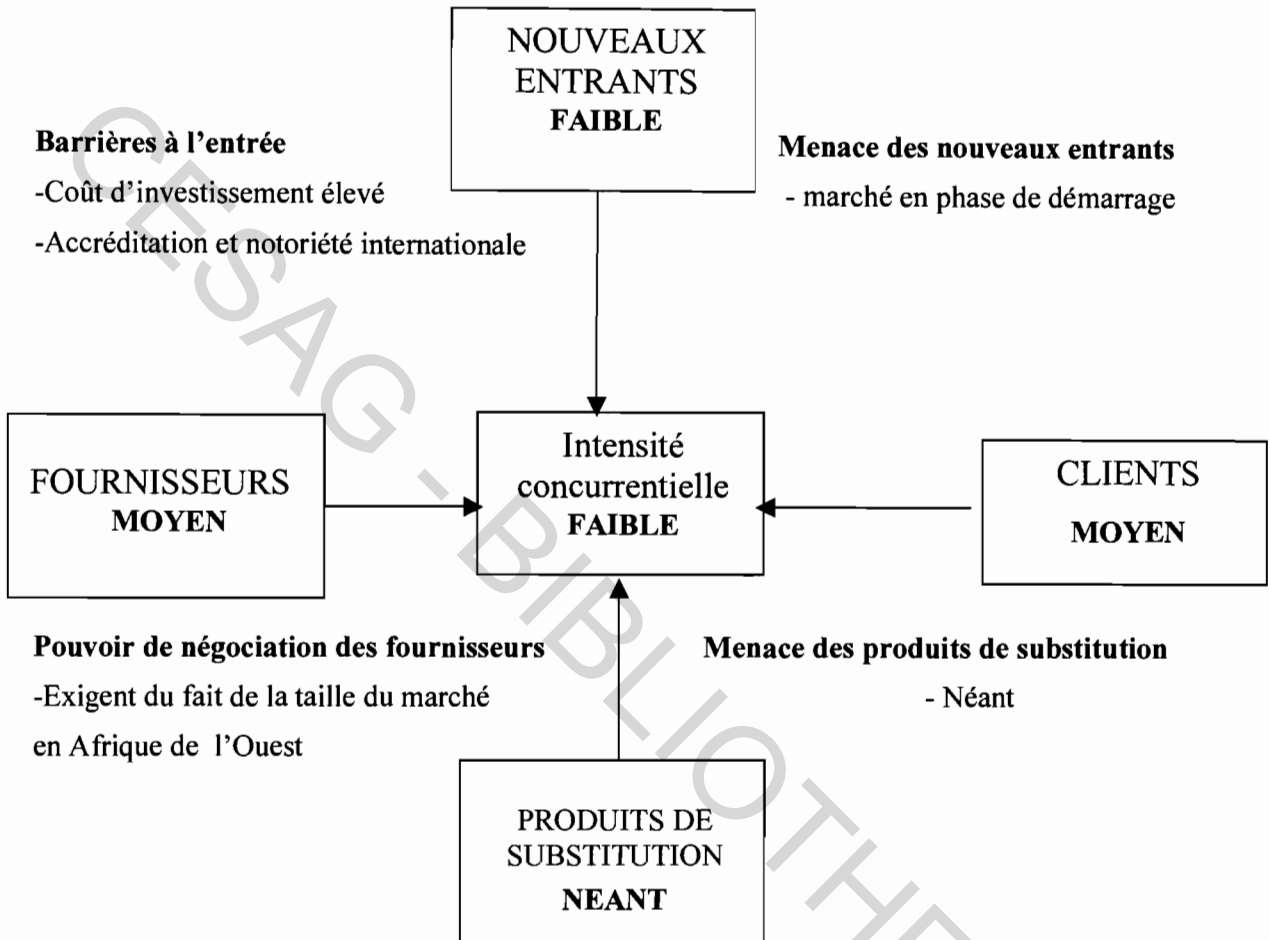 NOUVEAUX
ENTRANTS
FAIBLE
Barrières à l'entrée
-Coût d'investissement élevé
-Accréditation et notoriété internationale
Menace des nouveaux entrants
- marché en phase de démarrage
FOURNISSEURS
MOYEN
Intensité
concurrentielle
FAIBLE
CLIENTS
MOYEN
Pouvoir de négociation des fournisseurs
-Exigent du fait de la taille du marché
en Afrique de l'Ouest
Menace des produits de substitution
- Néant
PRODUITS DE
SUBSTITUTION
NEANT
CESAG - BIBLIOTHE